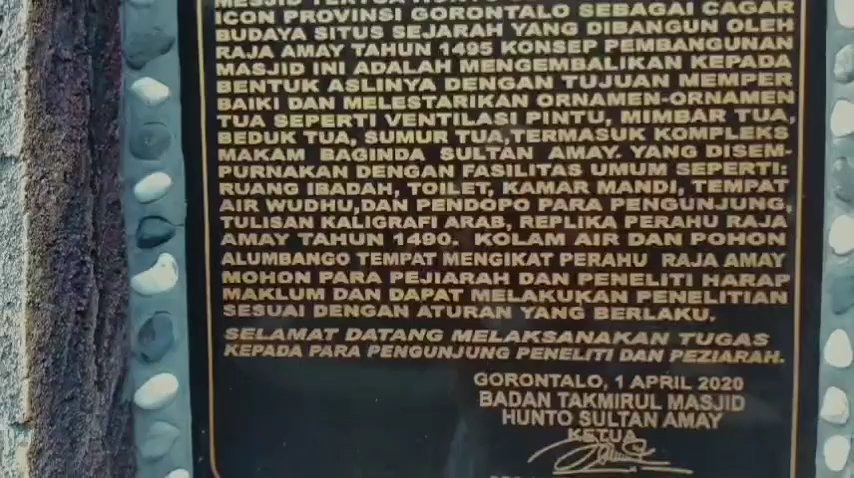 MESJID TERTUA HUNTO
ICON PROVINSI GORONTALO SEBAGAI CAGAR
BUDAYA SITUS SEJARAH YANG DIBANGUN OLEH
RAJA AMAY TAHUN 1495 KONSEP PEMBANGUNAN
MASJID INI ADALAH MENGEMBALIKAN KEPADA
BENTUK ASLINYA DENGAN TUJUAN MEMPER
BAIKI DAN MELESTARIKAN ORNAMEN-ORNAMEN
TUA SEPERTI VENTILASI PINTU, MIMBAR TUA,
BEDUK TUA, SUMUR TUA,TERMASUK KOMPLEKS
MAKAM BAGINDA SULTAN AMAY. YANG DISEM-
PURNAKAN DENGAN FASILITAS UMUM SEPERTI:
RUANG IBADAH, TOILET, KAMAR MANDI, TEMPAT
AIR WUDHU,DAN PENDOPO PARA PENGUNJUNG,
TULISAN KALIGRAFI ARAB, REPLIKA PERAHU RAJA
AMAY TAHUN 1490. KOLAM AIR DAN POHON
ALUMBANGO TEMPAT MENGIKAT PERAHU RAJA AMAY
MOHON PARA PEJIARAH DAN PENELITI HARAP
MAKLUM DAN DAPAT MELAKUKAN PENELITIAN
SESUAI DENGAN ATURAN YANG BERLAKU.
SELAMAT DATANG MELAKSANAKAN TUGAS
KEPADA PARA PENGUNJUNG PENELITI DAN PEZIARAH.
GORONTALO, 1 APRIL 2020
BADAN TAKMIRUL MASJID
HUNTO SULTAN AMAY
KETUA